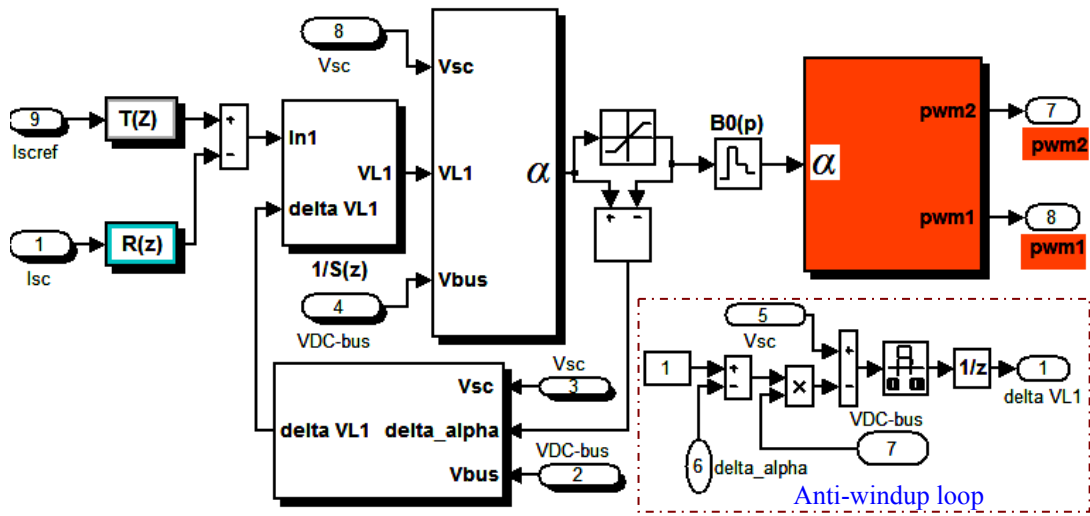 8
Vsc
9
Iscref
T(Z)
+
-
1
Isc
R(z)
In1
VL1
delta VL1
1/S(z)
4
VDC-bus
Vsc
VL1
Vbus
α
+
-
B0(p)
α
pwm2
pwm1
7
pwm2
8
pwm1
Vsc
delta VL1
delta_alpha
Vbus
Vsc
3
VDC-bus
2
5
Vsc
1
+
-
×
+
-
1/z
1
delta VL1
VDC-bus
7
6
delta_alpha
Anti-windup loop